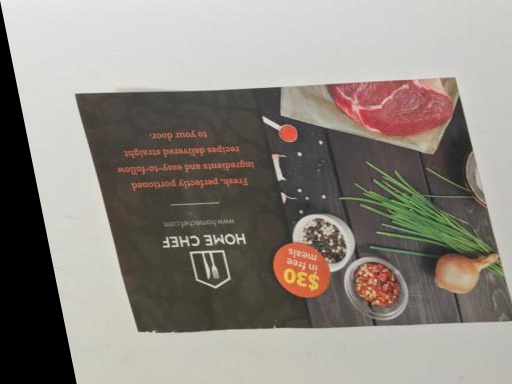 HOME CHEF
www.homechef.com
Fresh, perfectly portioned
ingredients and easy-to-follow
recipes delivered straight
to your door.
$30
in free
meals